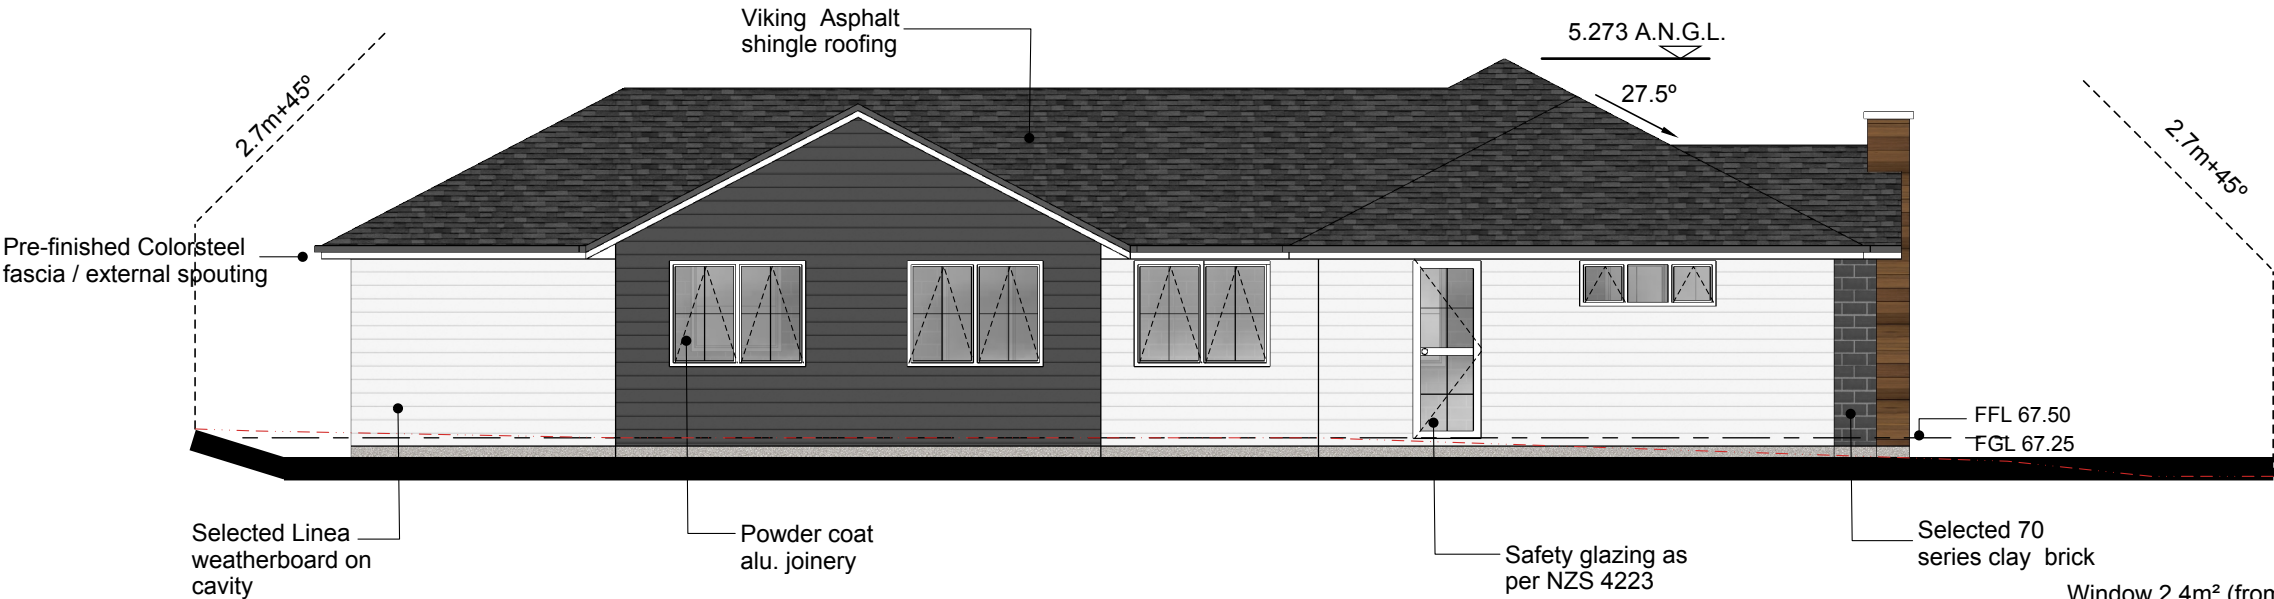 Viking Asphalt
shingle roofing
5.273 A.N.G.L.
27.5º
2.7m+45º
2.7m+45º
Pre-finished Colorsteel
fascia / external spouting
FFL 67.50
FGL 67.25
Selected Linea
weatherboard on
cavity
Powder coat
alu. joinery
Safety glazing as
per NZS 4223
Selected 70
series clay brick
Window 2.4m² (fron